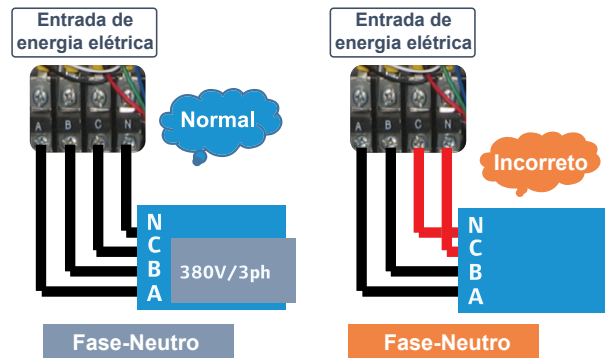 Entrada de
energia elétrica
A B C N
Normal
N
C
B
A
380V/3ph
Fase-Neutro
Entrada de
energia elétrica
A B C N
Incorreto
N
C
B
A
Fase-Neutro